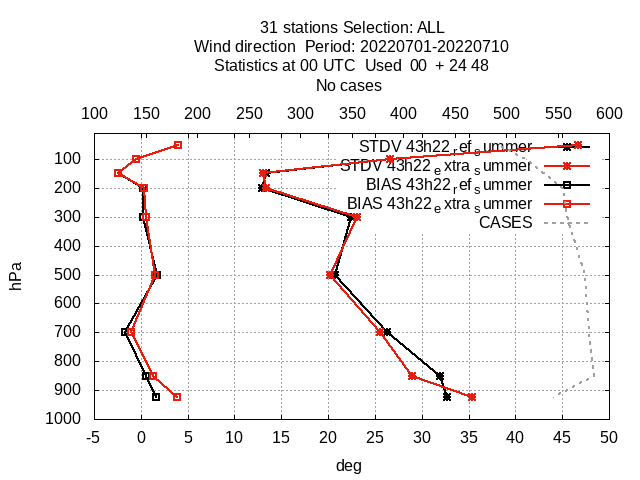 31 stations Selection: ALL
Wind direction  Period: 20220701-20220710
Statistics at 00 UTC  Used  00  + 24 48
No cases
100 150 200 250 300 350 400 450 500 550 600
STDV 43h22_ref_summer
STDV 43h22_extra_summer
BIAS 43h22_ref_summer
BIAS 43h22_extra_summer
CASES
100
200
300
400
500
600
700
800
900
1000
hPa
-5 0 5 10 15 20 25 30 35 40 45 50
deg